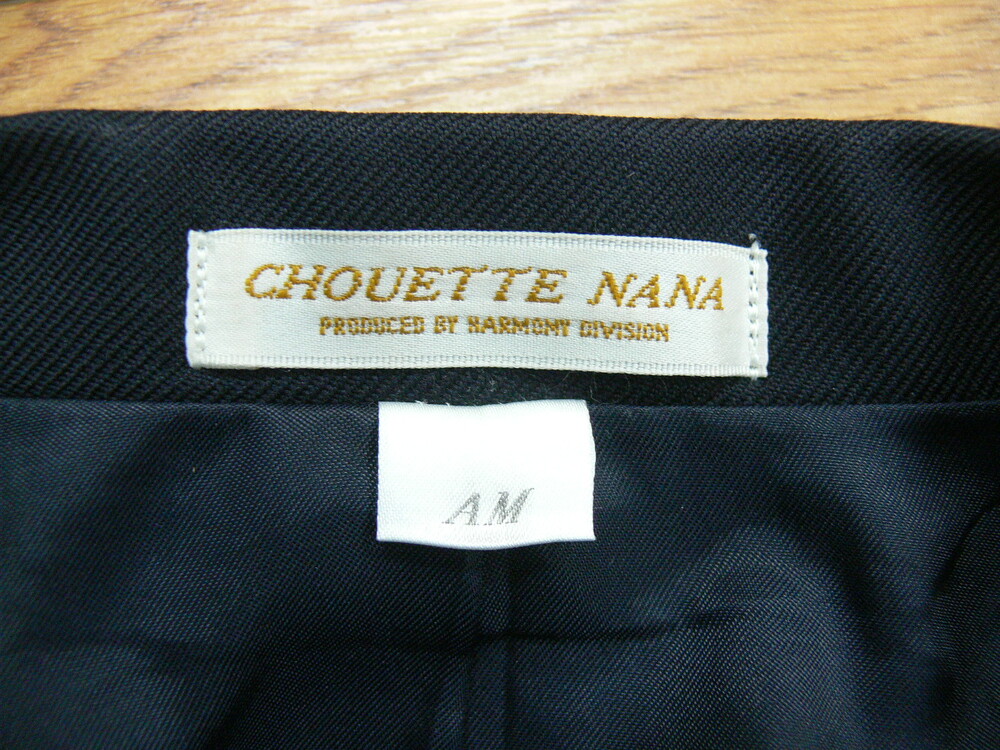 CHOUETTE NANA
PRODUCED BY HARMONY DIVISION
AM